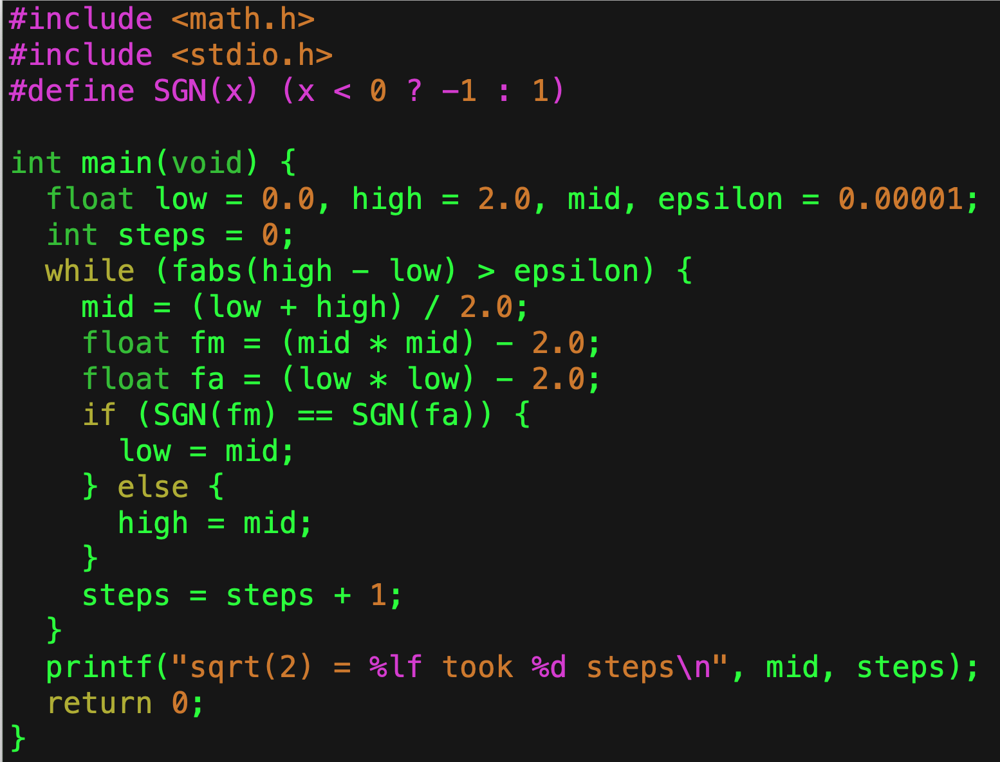 #include <math.h>
#include <stdio.h>
#define SGN(x) (x < 0 ? -1 : 1)

int main(void) {
  float low = 0.0, high = 2.0, mid, epsilon = 0.00001;
  int steps = 0;
  while (fabs(high - low) > epsilon) {
    mid = (low + high) / 2.0;
    float fm = (mid * mid) - 2.0;
    float fa = (low * low) - 2.0;
    if (SGN(fm) == SGN(fa)) {
      low = mid;
    } else {
      high = mid;
    }
    steps = steps + 1;
  }
  printf("sqrt(2) = %lf took %d steps\n", mid, steps);
  return 0;
}